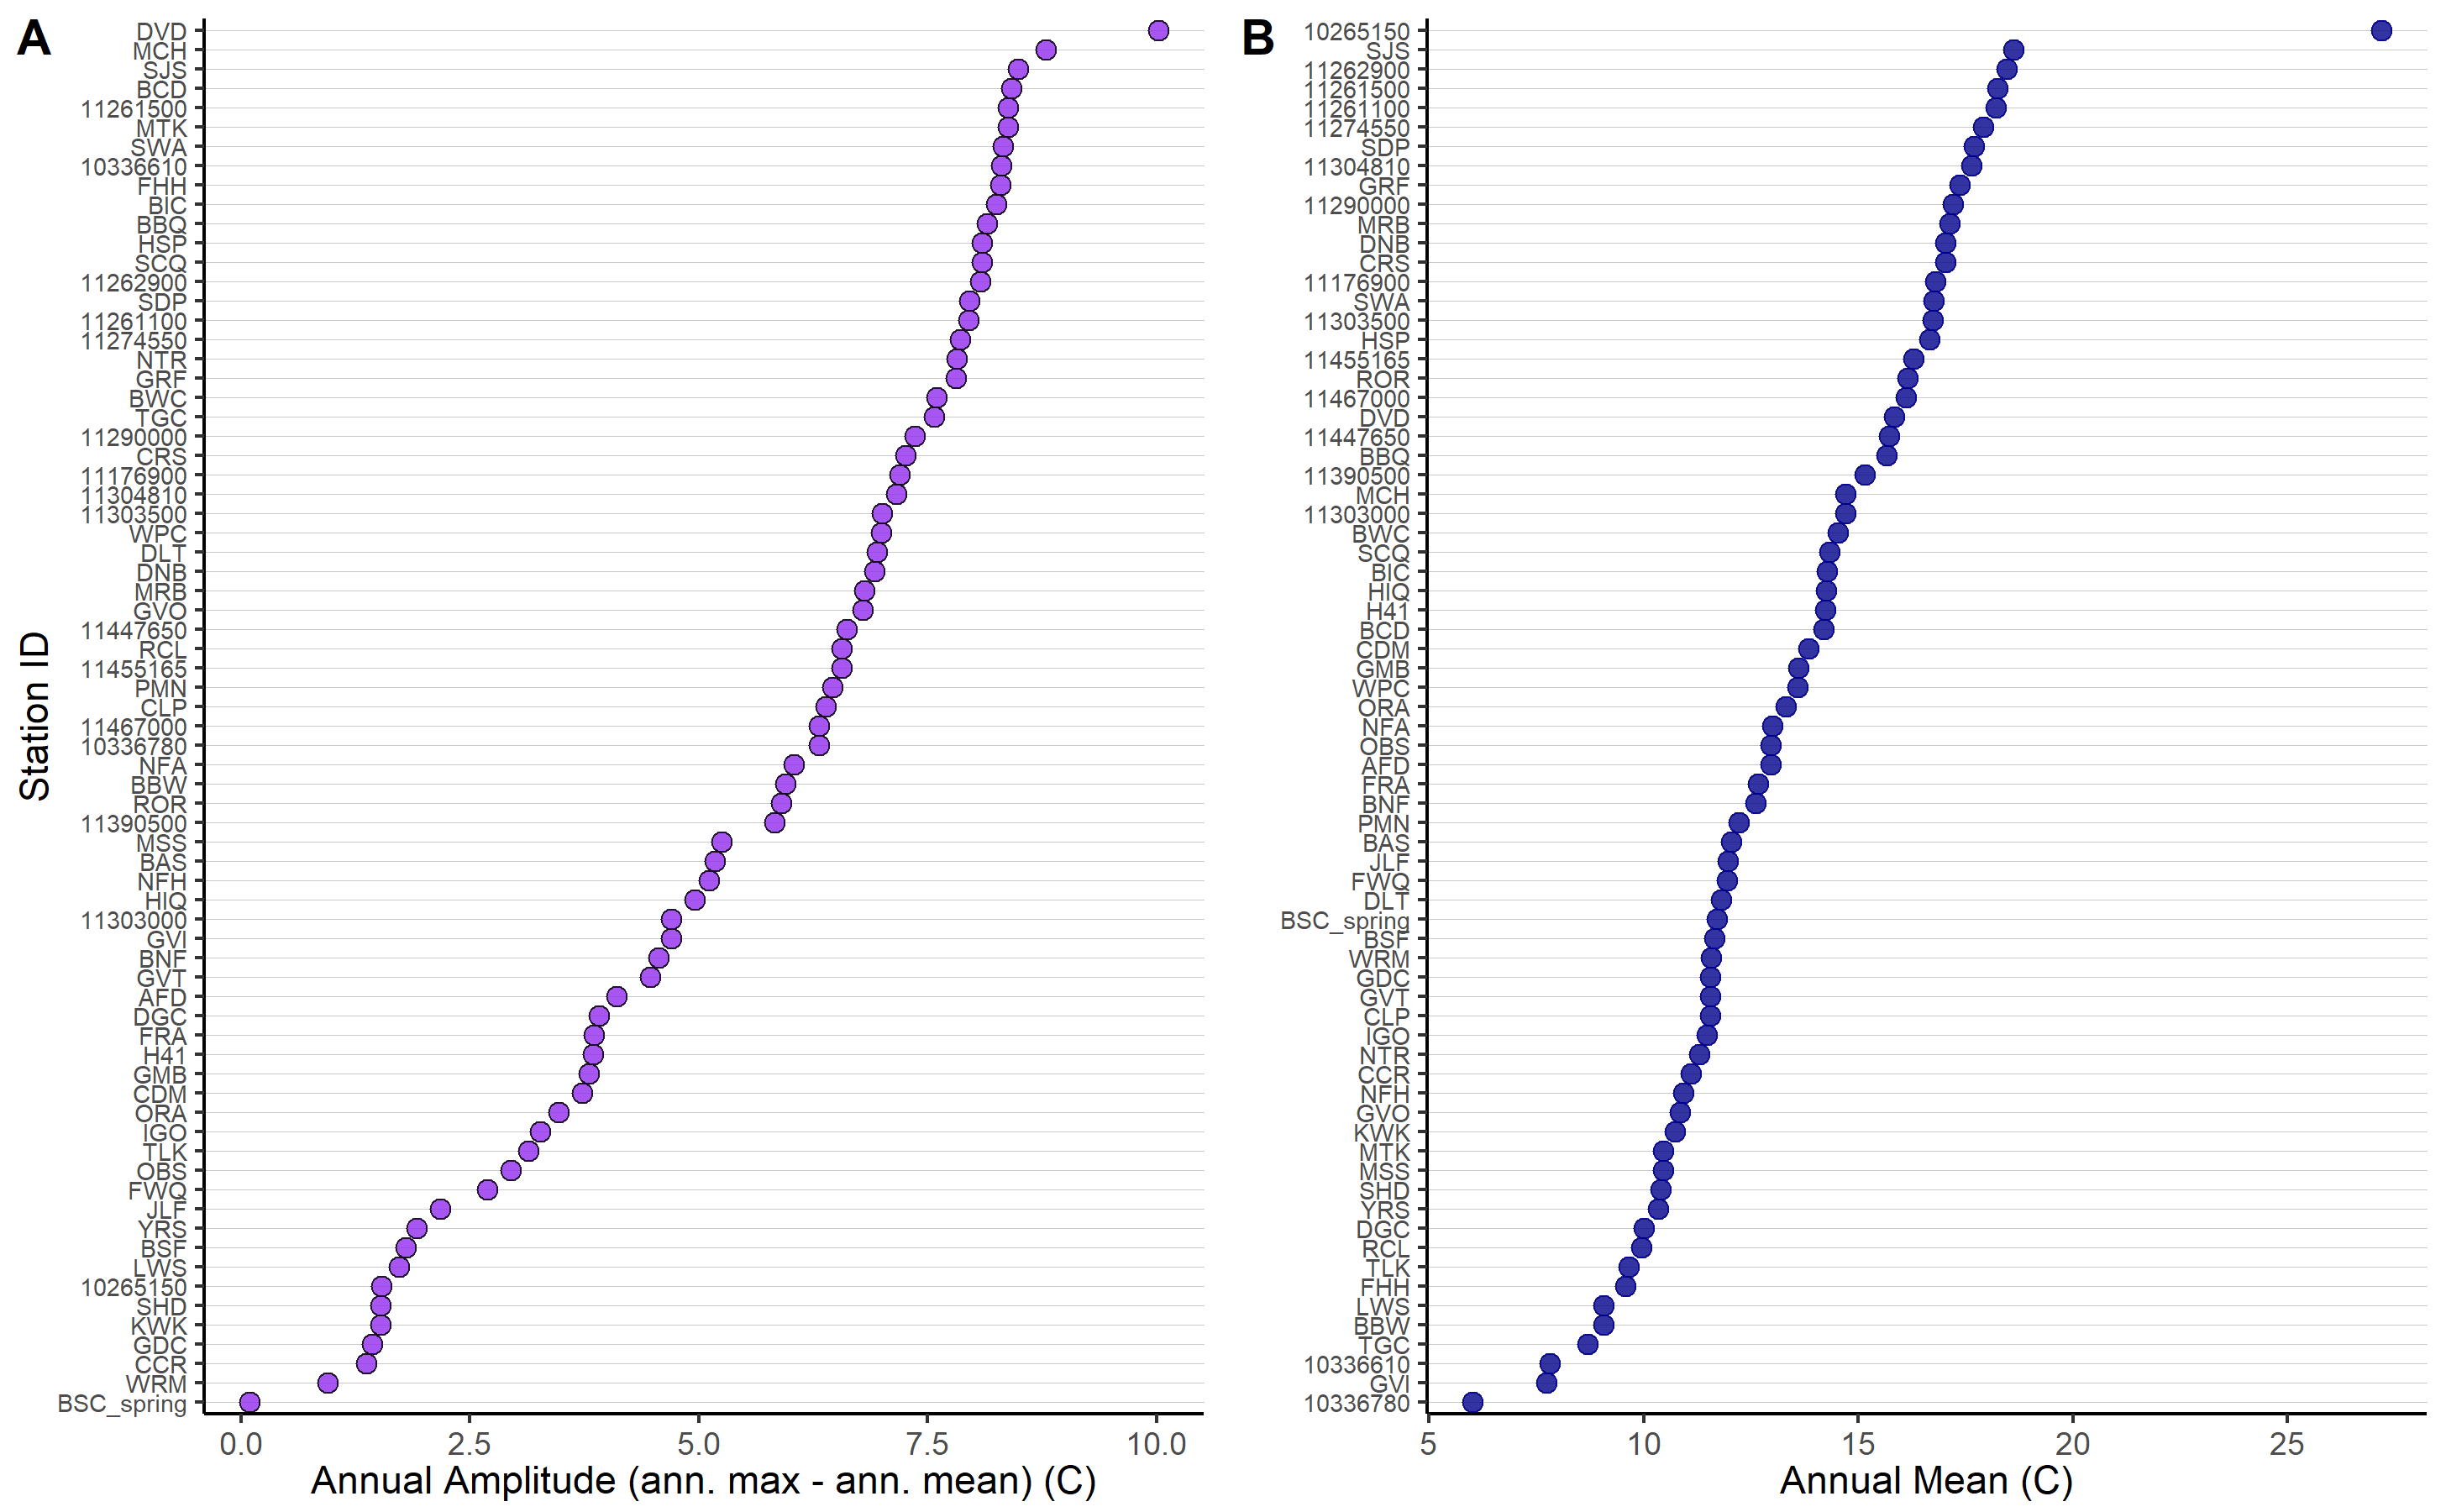 A
DVD
MCH
SJS
BCD
11261500
MTK
SWA
10336610
FHH
BIC
BBQ
HSP
SCQ
11262900
SDP
11261100
11274550
NTR
GRF
BWC
TGC
11290000
CRS
11176900
11304810
11303500
WPC
DLT
DNB
MRB
GVO
11447650
RCL
11455165
PMN
CLP
11467000
10336780
NFA
BBW
ROR
11390500
MSS
BAS
NFH
HIQ
11303000
GVI
BNF
GVT
AFD
DGC
FRA
H41
GMB
CDM
ORA
IGO
TLK
OBS
FWQ
JLF
YRS
BSF
LWS
10265150
SHD
KWK
GDC
CCR
WRM
BSC_spring
Station ID
0.0 2.5 5.0 7.5 10.0
Annual Amplitude (ann. max - ann. mean) (C)
B
10265150
SJS
11262900
11261500
11261100
11274550
SDP
11304810
GRF
11290000
MRB
DNB
CRS
11176900
SWA
11303500
HSP
11455165
ROR
11467000
DVD
11447650
BBQ
11390500
MCH
11303000
BWC
SCQ
BIC
HIQ
H41
BCD
CDM
GMB
WPC
ORA
NFA
OBS
AFD
FRA
BNF
PMN
BAS
JLF
FWQ
DLT
BSC_spring
BSF
WRM
GDC
GVT
CLP
IGO
NTR
CCR
NFH
GVO
KWK
MTK
MSS
SHD
YRS
DGC
RCL
TLK
FHH
LWS
BBW
TGC
10336610
GVI
10336780
5 10 15 20 25
Annual Mean (C)